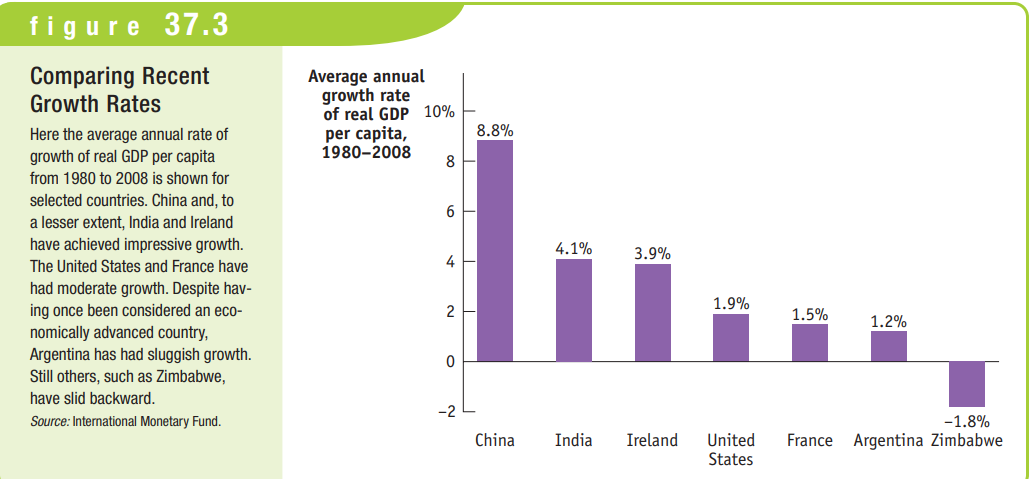 figure 37.3
Comparing Recent
Growth Rates
Here the average annual rate of
growth of real GDP per capita
from 1980 to 2008 is shown for
selected countries. China and, to
a lesser extent, India and Ireland
have achieved impressive growth.
The United States and France have
had moderate growth. Despite hav-
ing once been considered an eco-
nomically advanced country,
Argentina has had sluggish growth.
Still others, such as Zimbabwe,
have slid backward.
Source: International Monetary Fund.
Average annual
growth rate
of real GDP
per capita,
1980–2008
10%
8
6
4
2
0
–2
8.8%
4.1%
3.9%
1.9%
1.5%
1.2%
–1.8%
China India Ireland United States France Argentina Zimbabwe